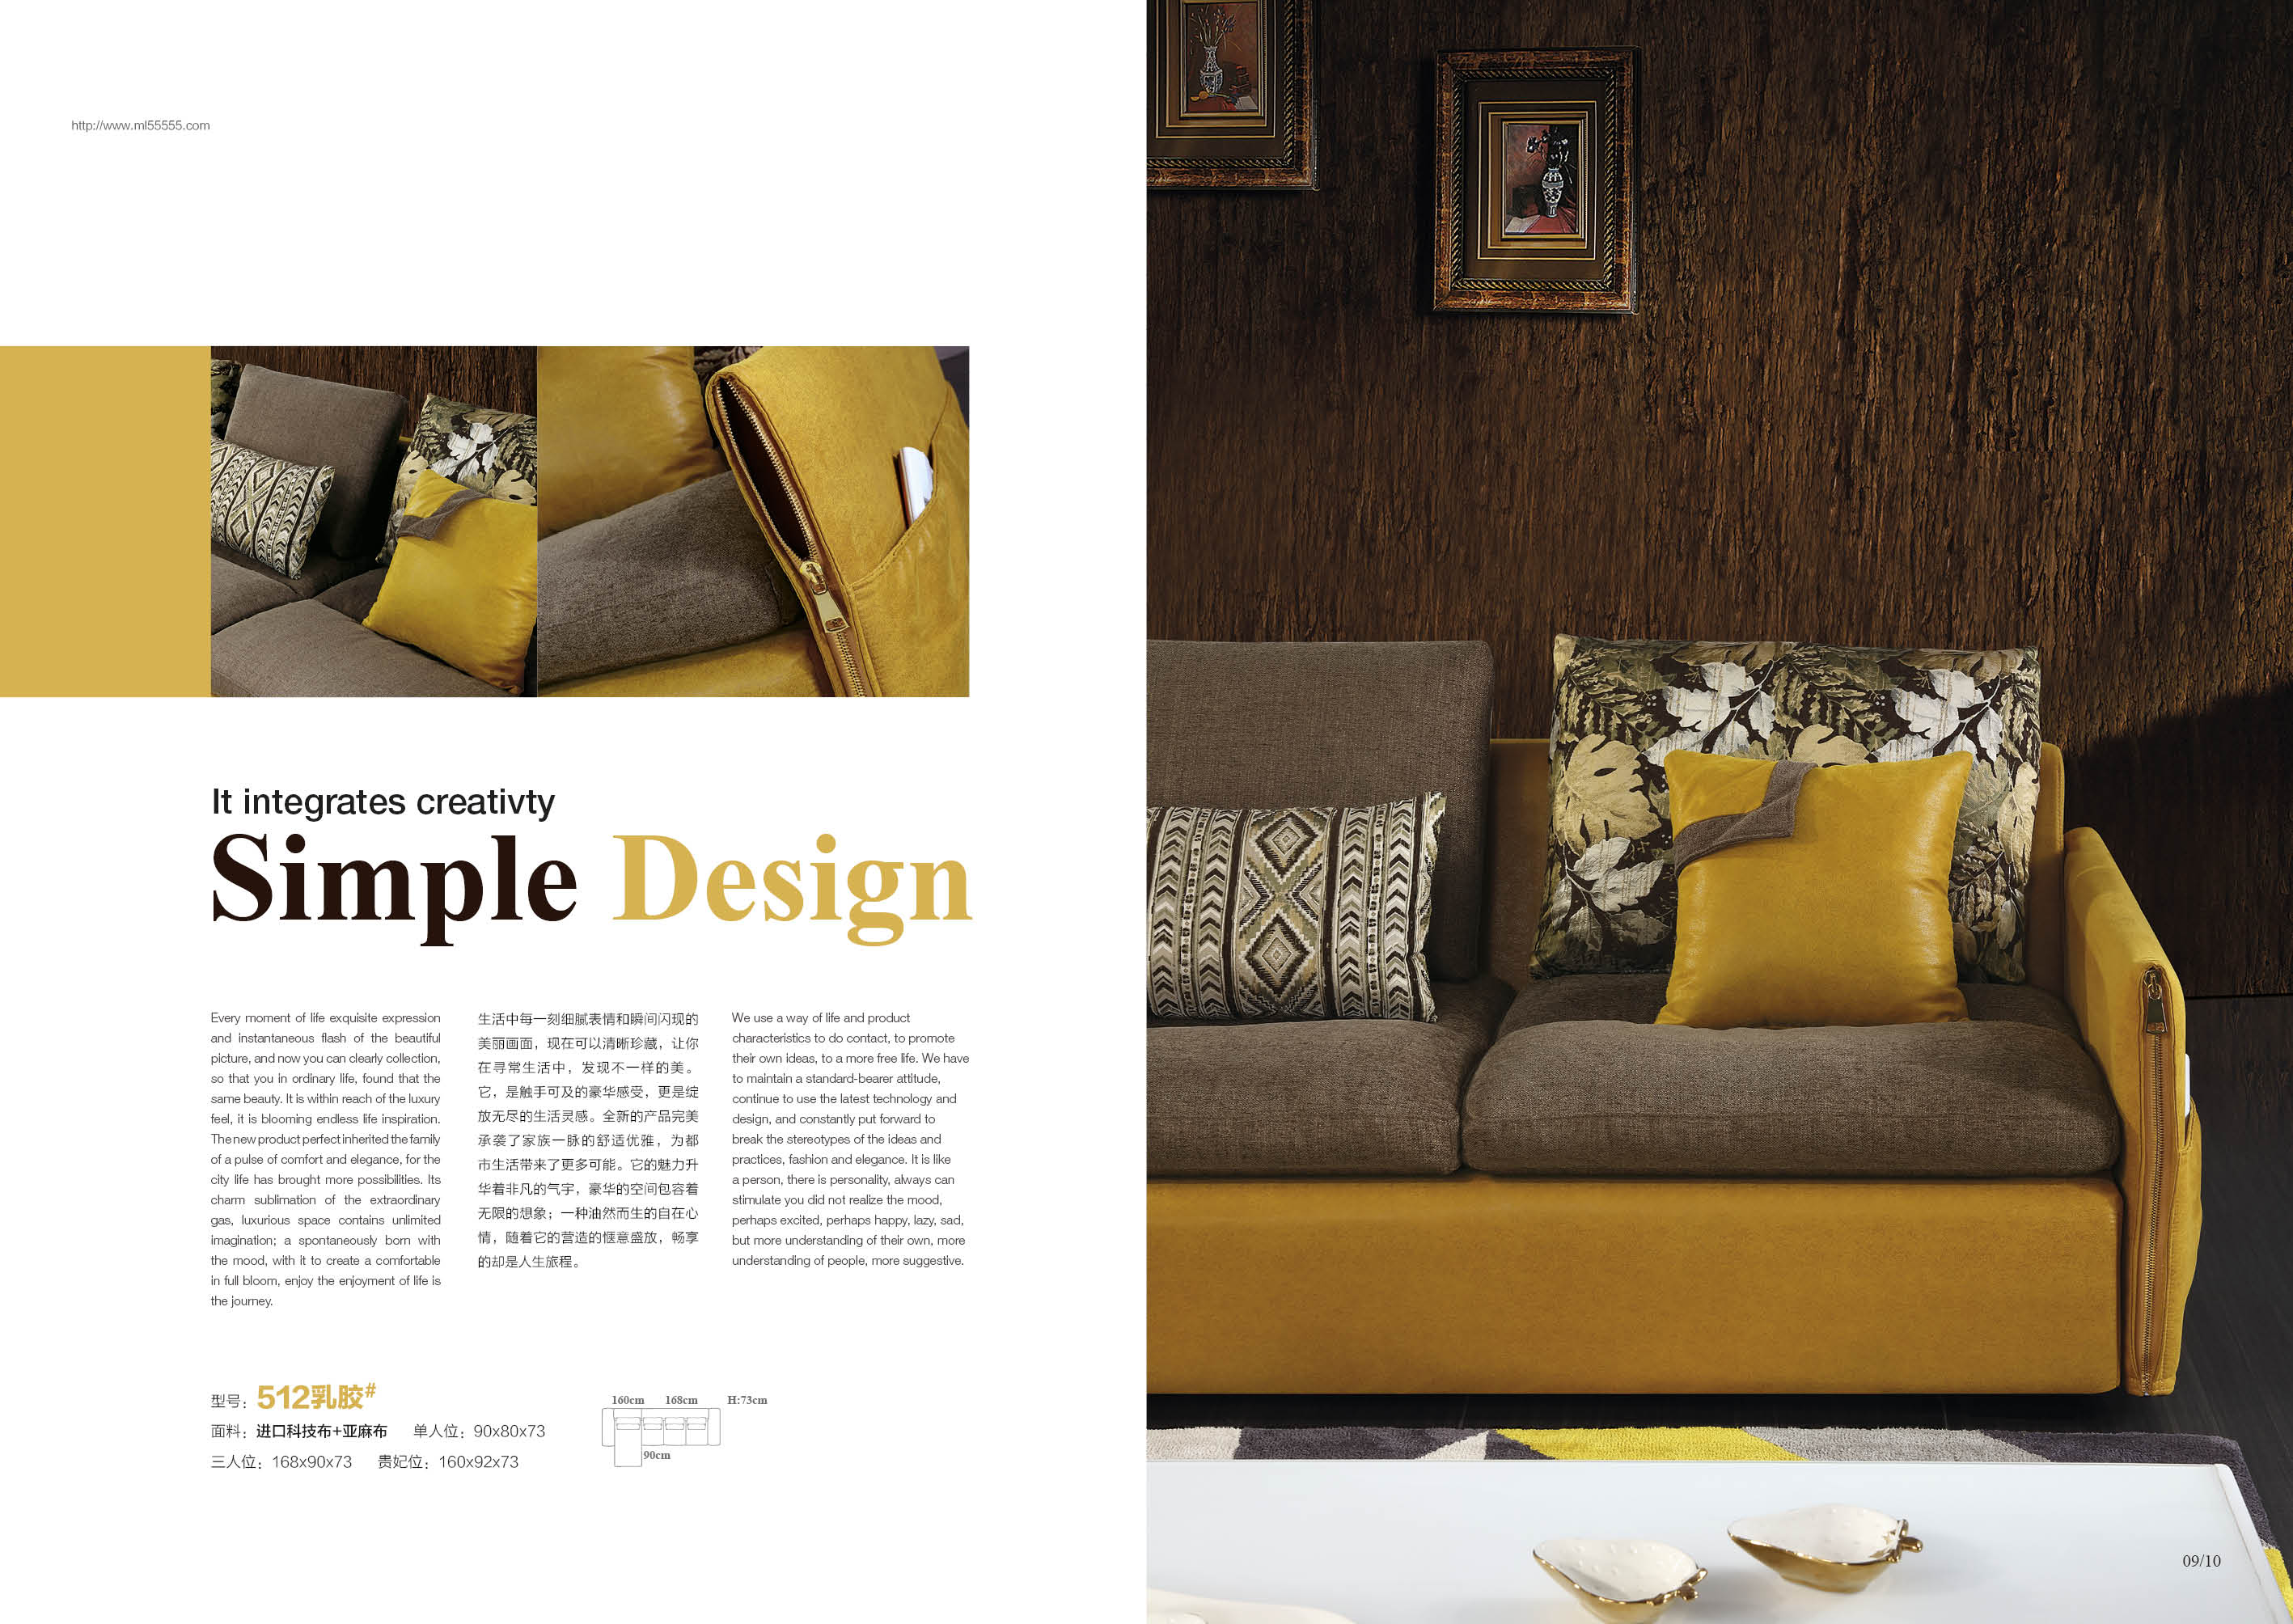 http://www.ml55555.com
It integrates creativty
Simple Design
Every moment of life exquisite expression
and instantaneous flash of the beautiful
picture, and now you can clearly collection,
so that you in ordinary life, found that the
same beauty. It is within reach of the luxury
feel, it is blooming endless life inspiration.
The new product perfect inherited the family
of a pulse of comfort and elegance, for the
city life has brought more possibilities. Its
charm sublimation of the extraordinary
gas, luxurious space contains unlimited
imagination; a spontaneously born with
the mood, with it to create a comfortable
in full bloom, enjoy the enjoyment of life is
the journey.
生活中每一刻细腻表情和瞬间闪现的
美丽画面，现在可以清晰珍藏，让你
在寻常生活中，发现不一样的美。
它，是触手可及的豪华感受，更是绽
放无尽的生活灵感。全新的产品完美
承袭了家族一脉的舒适优雅，为都
市生活带来了更多可能。它的魅力升
华着非凡的气宇，豪华的空间包容着
无限的想象；一种油然而生的自在心
情，随着它的营造的惬意盛放，畅享
的却是人生旅程。
We use a way of life and product
characteristics to do contact, to promote
their own ideas, to a more free life. We have
to maintain a standard-bearer attitude,
continue to use the latest technology and
design, and constantly put forward to
break the stereotypes of the ideas and
practices, fashion and elegance. It is like
a person, there is personality, always can
stimulate you did not realize the mood,
perhaps excited, perhaps happy, lazy, sad,
but more understanding of their own, more
understanding of people, more suggestive.
型号：512乳胶#
面料：进口科技布+亚麻布 单人位：90x80x73
三人位：168x90x73 贵妃位：160x92x73
160cm 168cm H:73cm
90cm
09/10